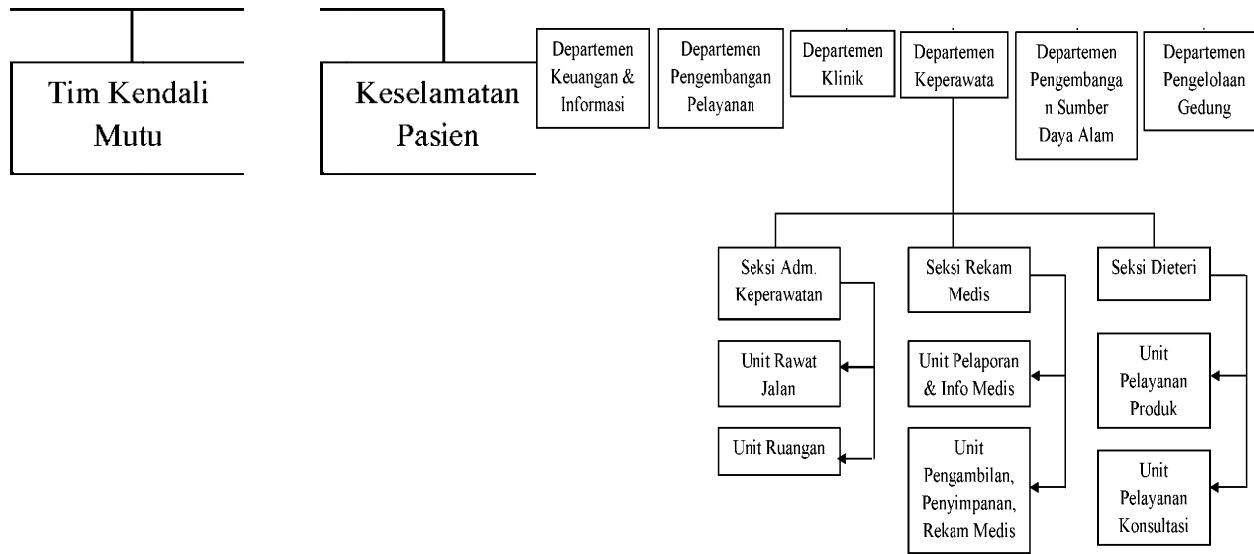 Tim Kendali
Mutu
Keselamatan
Pasien
Departemen
Keuangan &
Informasi
Departemen
Pengembangan
Pelayanan
Departemen
Klinik
Departemen
Keperawata
Departemen
Pengembanga
n Sumber
Daya Alam
Departemen
Pengelolaan
Gedung
Seksi Adm.
Keperawatan
Unit Rawat
Jalan
Unit Ruangan
Seksi Rekam
Medis
Unit Pelaporan
& Info Medis
Unit
Pengambilan,
Penyimpanan,
Rekam Medis
Seksi Dieteri
Unit
Pelayanan
Produk
Unit
Pelayanan
Konsultasi